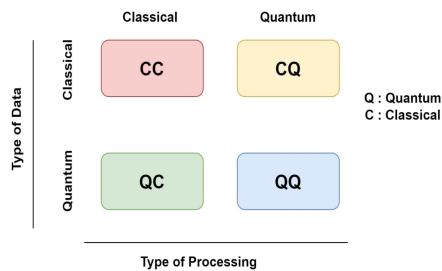 Classical Quantum
Type of Data
Classical
CC CQ
Q : Quantum
C : Classical
Quantum
QC QQ
Type of Processing